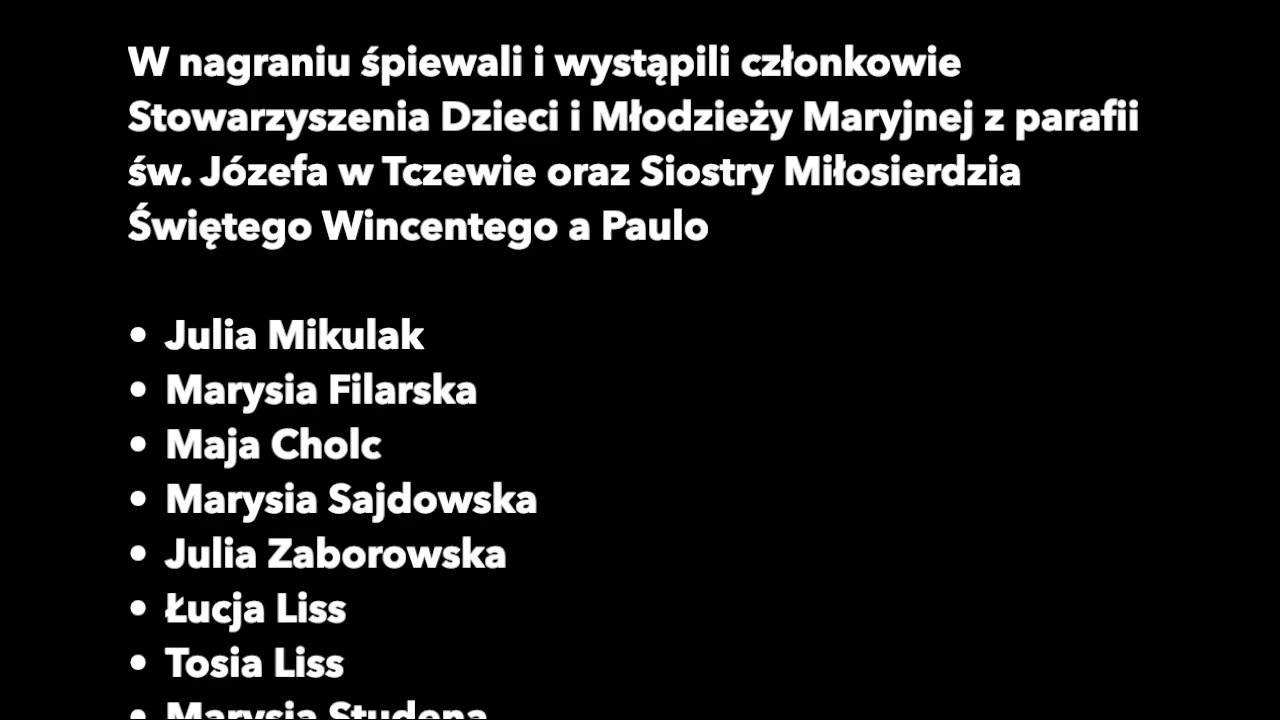 W nagraniu śpiewali i wystąpili członkowie
Stowarzyszenia Dzieci i Młodzieży Maryjnej z parafii
św. Józefa w Tczewie oraz Siostry Miłosierdzia
Świętego Wincentego a Paulo
• Julia Mikulak
• Marysia Filarska
• Maja Cholc
• Marysia Sajdowska
• Julia Zaborowska
• Łucja Liss
• Tosia Liss
• Marysia